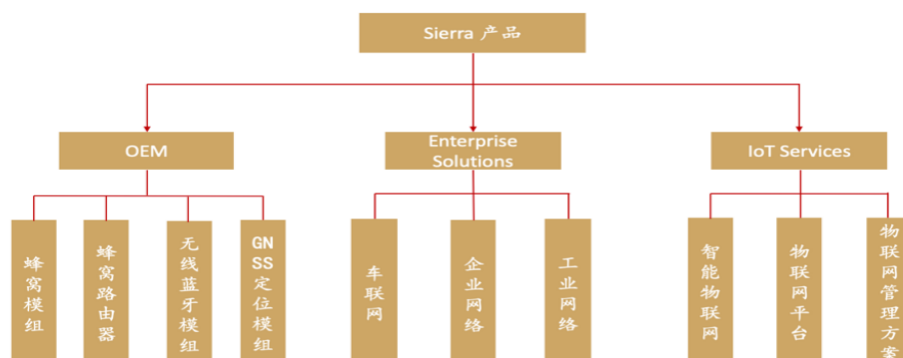 Sierra 产品
OEM
Enterprise
Solutions
IoT Services
蜂窝模组
蜂窝路由器
无线蓝牙模组
GNSS定位模组
车联网
企业网络
工业网络
智能物联网
物联网平台
物联网管理方案